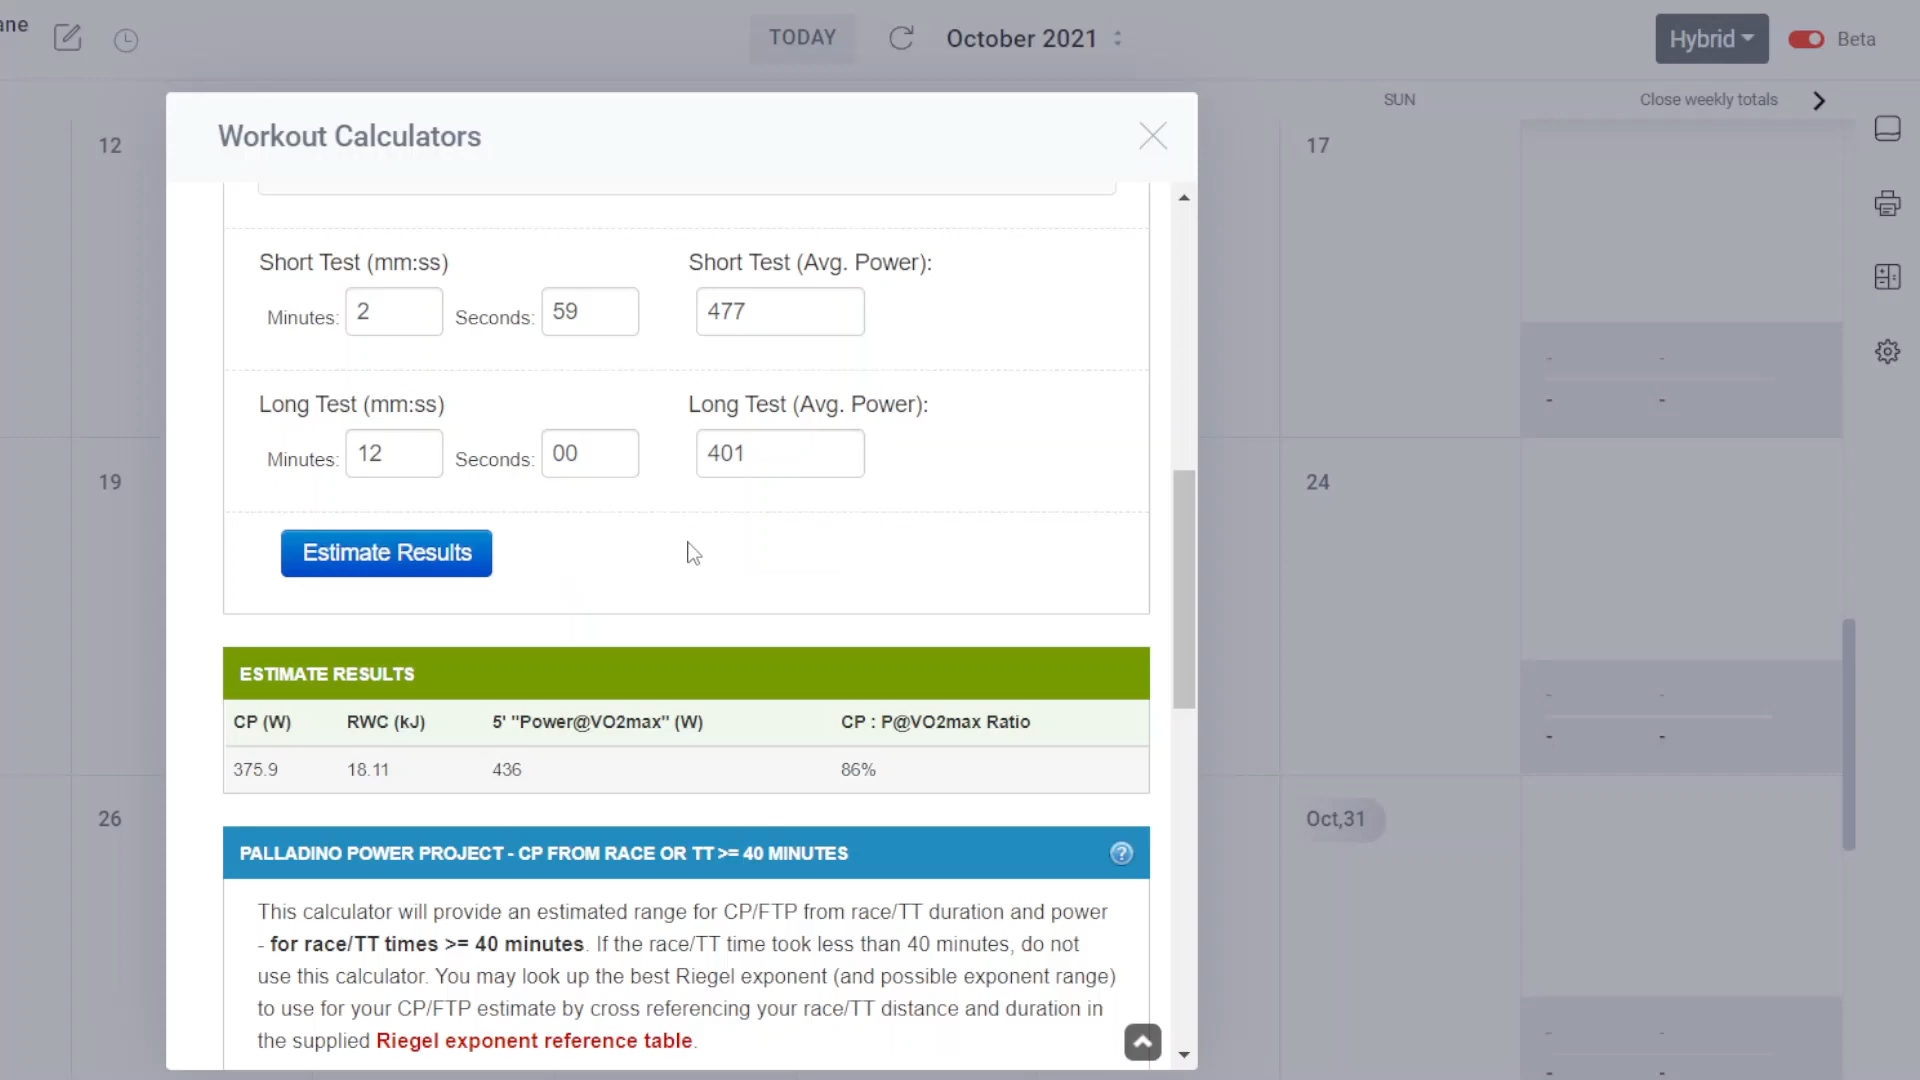 ane
TODAY
October 2021
Hybrid
Beta
SUN
Close weekly totals
12
17
Workout Calculators
Short Test (mm:ss)
Short Test (Avg. Power):
Minutes: 2 Seconds: 59
477
Long Test (mm:ss)
Long Test (Avg. Power):
Minutes: 12 Seconds: 00
401
19
24
Estimate Results
ESTIMATE RESULTS
CP (W) RWC (kJ) 5' "Power@VO2max" (W) CP : P@VO2max Ratio
375.9 18.11 436 86%
26
Oct,31
PALLADINO POWER PROJECT - CP FROM RACE OR TT >= 40 MINUTES
?
This calculator will provide an estimated range for CP/FTP from race/TT duration and power
- for race/TT times >= 40 minutes. If the race/TT time took less than 40 minutes, do not
use this calculator. You may look up the best Riegel exponent (and possible exponent range)
to use for your CP/FTP estimate by cross referencing your race/TT distance and duration in
the supplied Riegel exponent reference table.